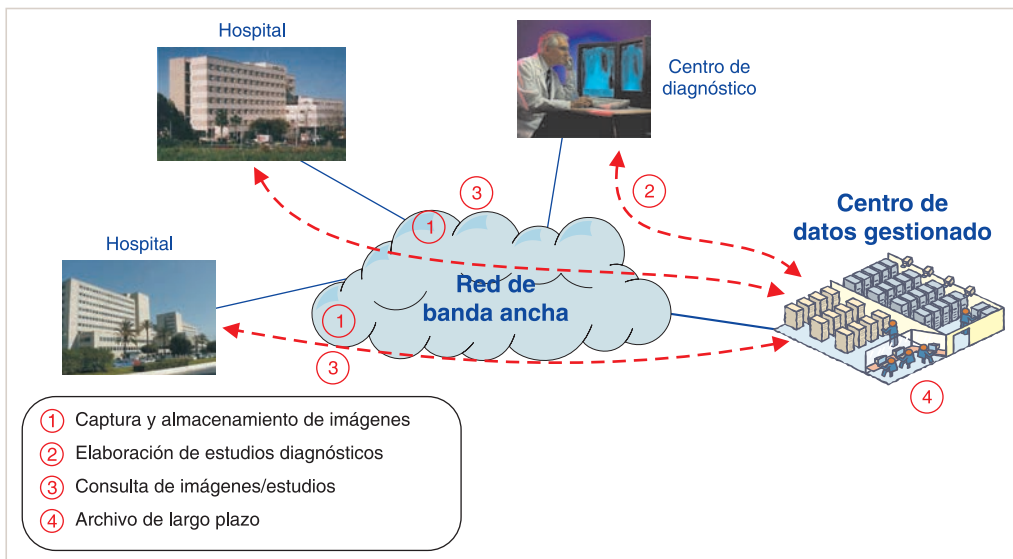 Hospital
Centro de
diagnóstico
Hospital
3
2
1
Centro de
datos gestionado
Red de
banda ancha
1
3
4
1 Captura y almacenamiento de imágenes
2 Elaboración de estudios diagnósticos
3 Consulta de imágenes/estudios
4 Archivo de largo plazo